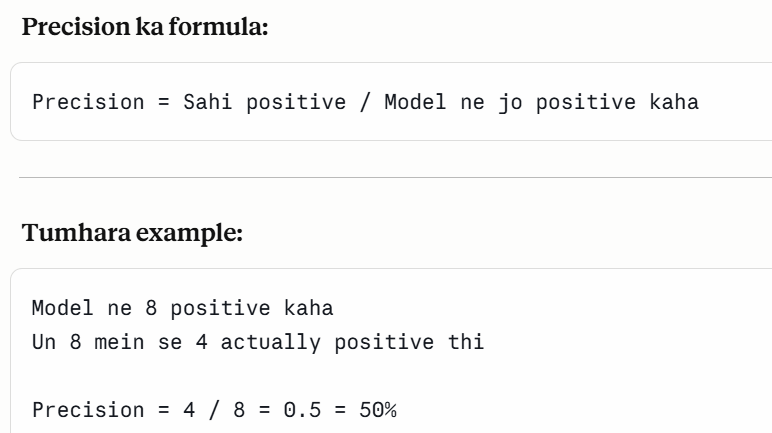 Precision ka formula:
Precision = Sahi positive / Model ne jo positive kaha
Tumhara example:
Model ne 8 positive kaha
Un 8 mein se 4 actually positive thi
Precision = 4 / 8 = 0.5 = 50%